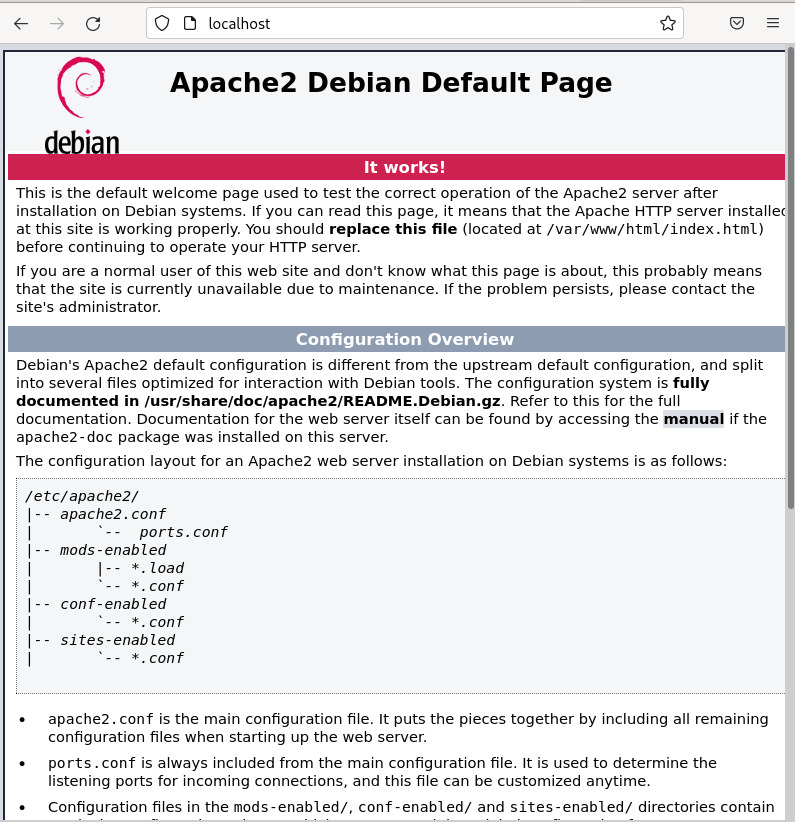 localhost
debian
Apache2 Debian Default Page
It works!
This is the default welcome page used to test the correct operation of the Apache2 server after
installation on Debian systems. If you can read this page, it means that the Apache HTTP server installed
at this site is working properly. You should replace this file (located at /var/www/html/index.html)
before continuing to operate your HTTP server.
If you are a normal user of this web site and don't know what this page is about, this probably means
that the site is currently unavailable due to maintenance. If the problem persists, please contact the
site's administrator.
Configuration Overview
Debian's Apache2 default configuration is different from the upstream default configuration, and split
into several files optimized for interaction with Debian tools. The configuration system is fully
documented in /usr/share/doc/apache2/README.Debian.gz. Refer to this for the full
documentation. Documentation for the web server itself can be found by accessing the manual if the
apache2-doc package was installed on this server.
The configuration layout for an Apache2 web server installation on Debian systems is as follows:
/etc/apache2/
|-- apache2.conf
|       `--  ports.conf
|-- mods-enabled
|       |-- *.load
|       `-- *.conf
|-- conf-enabled
|       `-- *.conf
|-- sites-enabled
|       `-- *.conf
• apache2.conf is the main configuration file. It puts the pieces together by including all remaining
configuration files when starting up the web server.
• ports.conf is always included from the main configuration file. It is used to determine the
listening ports for incoming connections, and this file can be customized anytime.
• Configuration files in the mods-enabled/, conf-enabled/ and sites-enabled/ directories contain